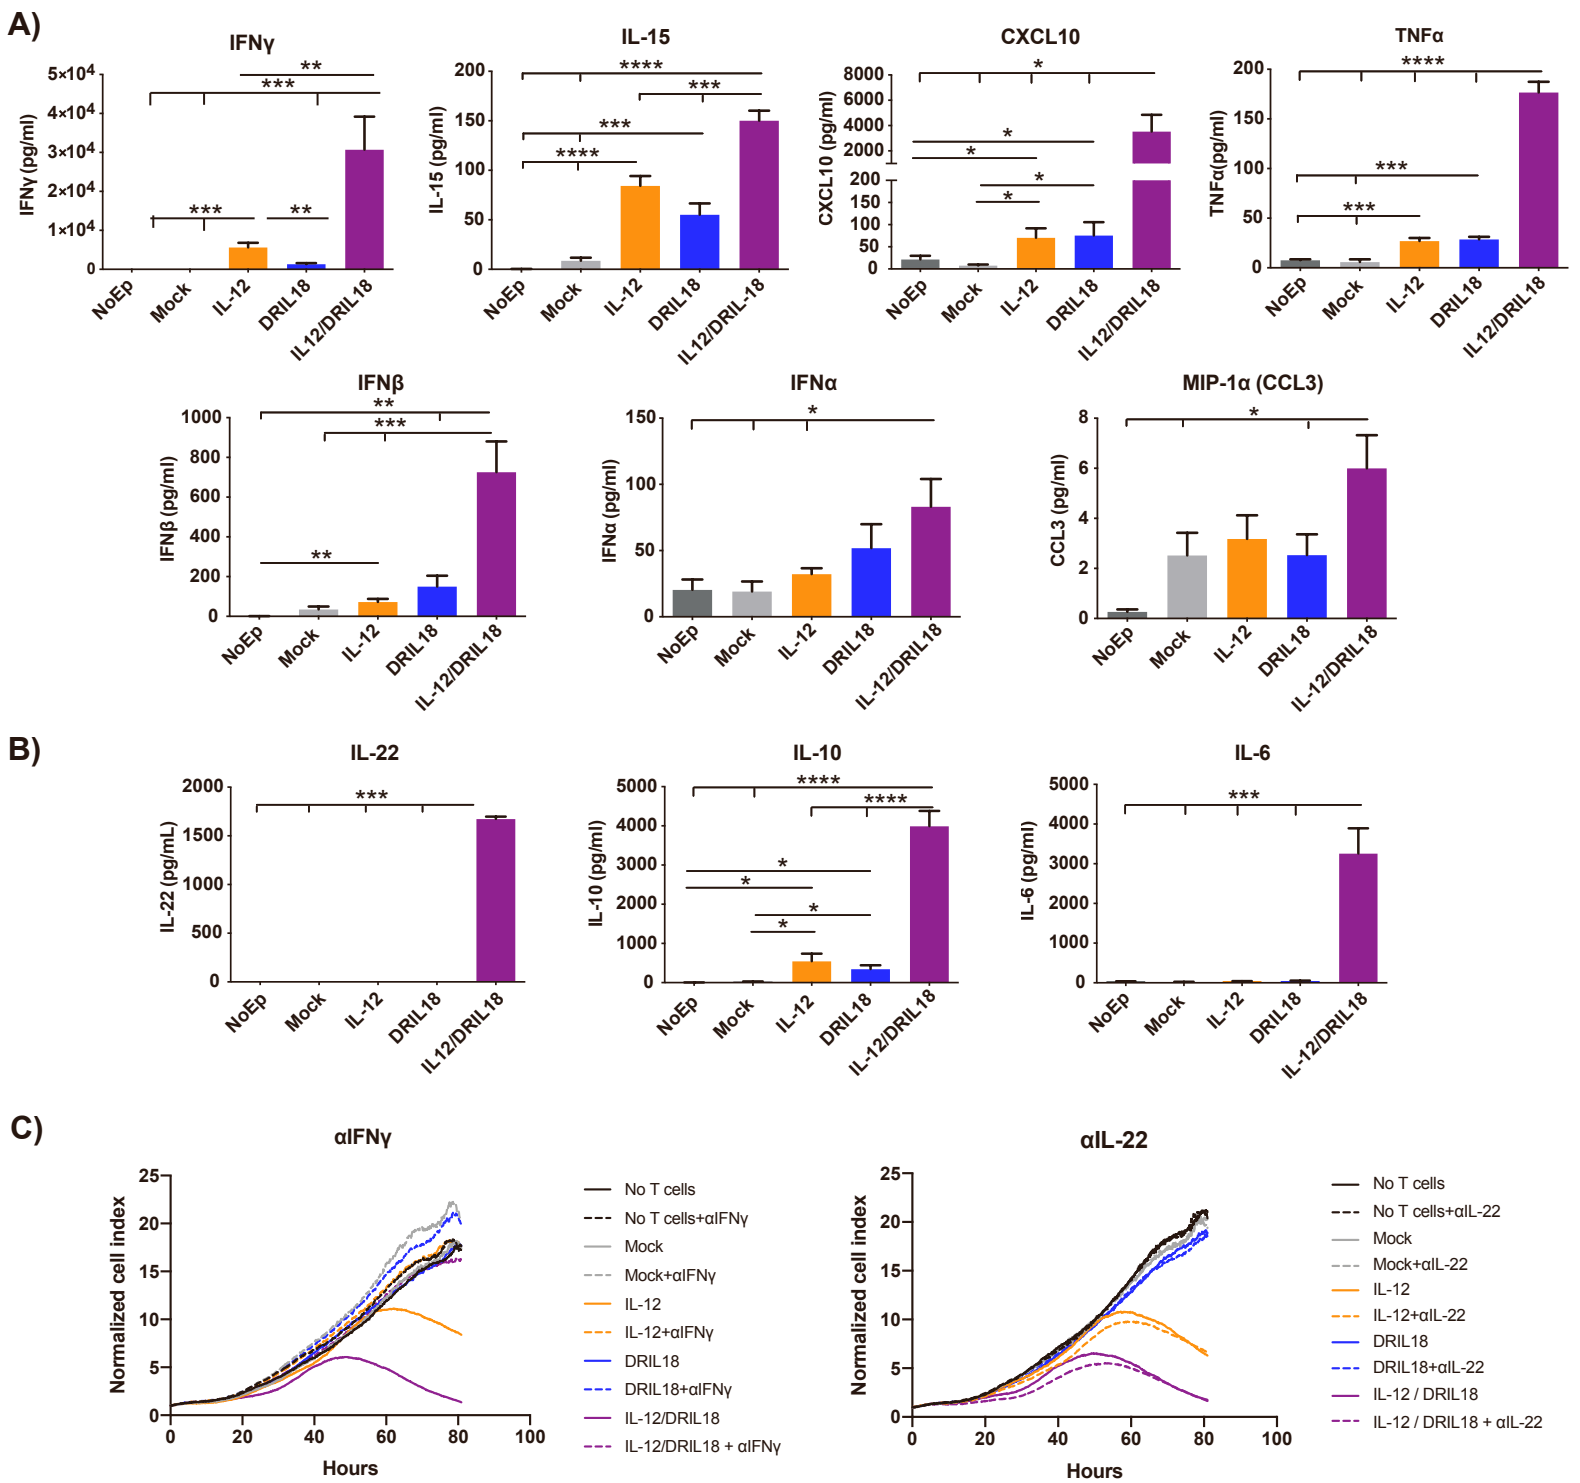 A)
IFNγ
IFNγ (pg/ml)
5×10⁴
4×10⁴
3×10⁴
2×10⁴
1×10⁴
0
**
***
***
**
NoEp
Mock
IL-12
DRIL18
IL12/DRIL18
IL-15
IL-15 (pg/ml)
200
150
100
50
0
****
***
***
****
NoEp
Mock
IL-12
DRIL18
IL12/DRIL-18
CXCL10
CXCL10 (pg/ml)
8000
6000
4000
2000
200
150
100
50
0
*
*
*
*
*
NoEp
Mock
IL-12
DRIL18
IL12/DRIL18
TNFα
TNFα(pg/ml)
200
150
100
50
0
****
***
***
NoEp
Mock
IL-12
DRIL18
IL12/DRIL18
IFNβ
IFNβ (pg/ml)
1000
800
600
400
200
0
**
***
**
NoEp
Mock
IL-12
DRIL18
IL-12/DRIL18
IFNα
IFNα (pg/ml)
150
100
50
0
*
NoEp
Mock
IL-12
DRIL18
IL-12/DRIL18
MIP-1α (CCL3)
CCL3 (pg/ml)
8
6
4
2
0
*
NoEp
Mock
IL-12
DRIL18
IL-12/DRIL18
B)
IL-22
IL-22 (pg/mL)
2000
1500
1000
500
0
***
NoEp
Mock
IL-12
DRIL18
IL12/DRIL18
IL-10
IL-10 (pg/ml)
5000
4000
3000
2000
1000
0
****
****
*
*
*
*
NoEp
Mock
IL-12
DRIL18
IL-12/DRIL18
IL-6
IL-6 (pg/ml)
5000
4000
3000
2000
1000
0
***
NoEp
Mock
IL-12
DRIL18
IL-12/DRIL18
C)
αIFNγ
Normalized cell index
25
20
15
10
5
0
0
20
40
60
80
100
Hours
No T cells
No T cells+αIFNγ
Mock
Mock+αIFNγ
IL-12
IL-12+αIFNγ
DRIL18
DRIL18+αIFNγ
IL-12/DRIL18
IL-12/DRIL18 + αIFNγ
αIL-22
Normalized cell index
25
20
15
10
5
0
0
20
40
60
80
100
Hours
No T cells
No T cells+αIL-22
Mock
Mock+αIL-22
IL-12
IL-12+αIL-22
DRIL18
DRIL18+αIL-22
IL-12 / DRIL18
IL-12 / DRIL18 + αIL-22